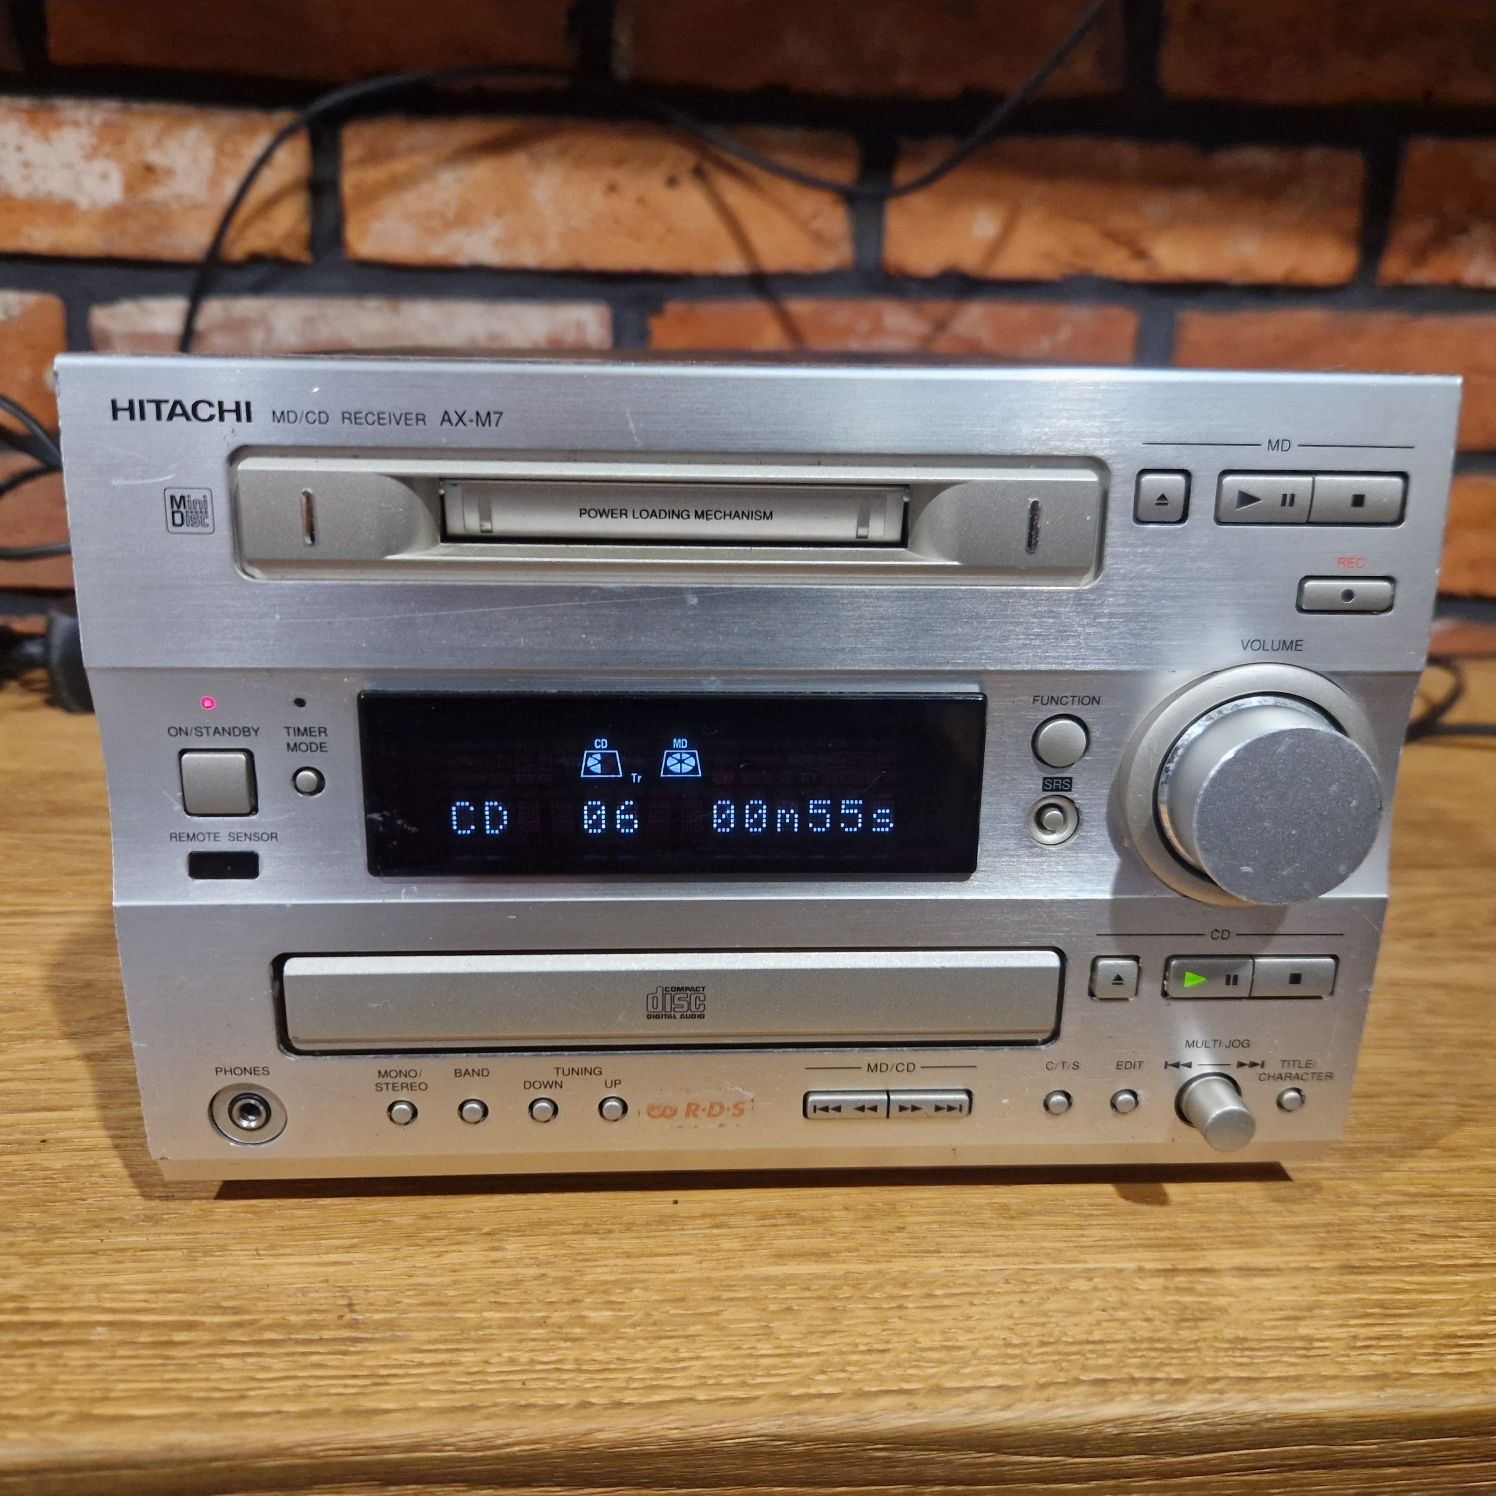 HITACHI MD/CD RECEIVER AX-M7
MD
Mini
Disc
POWER LOADING MECHANISM
REC
VOLUME
ON/STANDBY
TIMER
MODE
FUNCTION
CD
MD
Tr
CD 06 00m55s
SRS
REMOTE SENSOR
CD
COMPACT
disc
DIGITAL AUDIO
PHONES
MONO/
STEREO
BAND
TUNING
DOWN UP
R·D·S
MD/CD
C/T/S
EDIT
MULTI JOG
TITLE/
CHARACTER